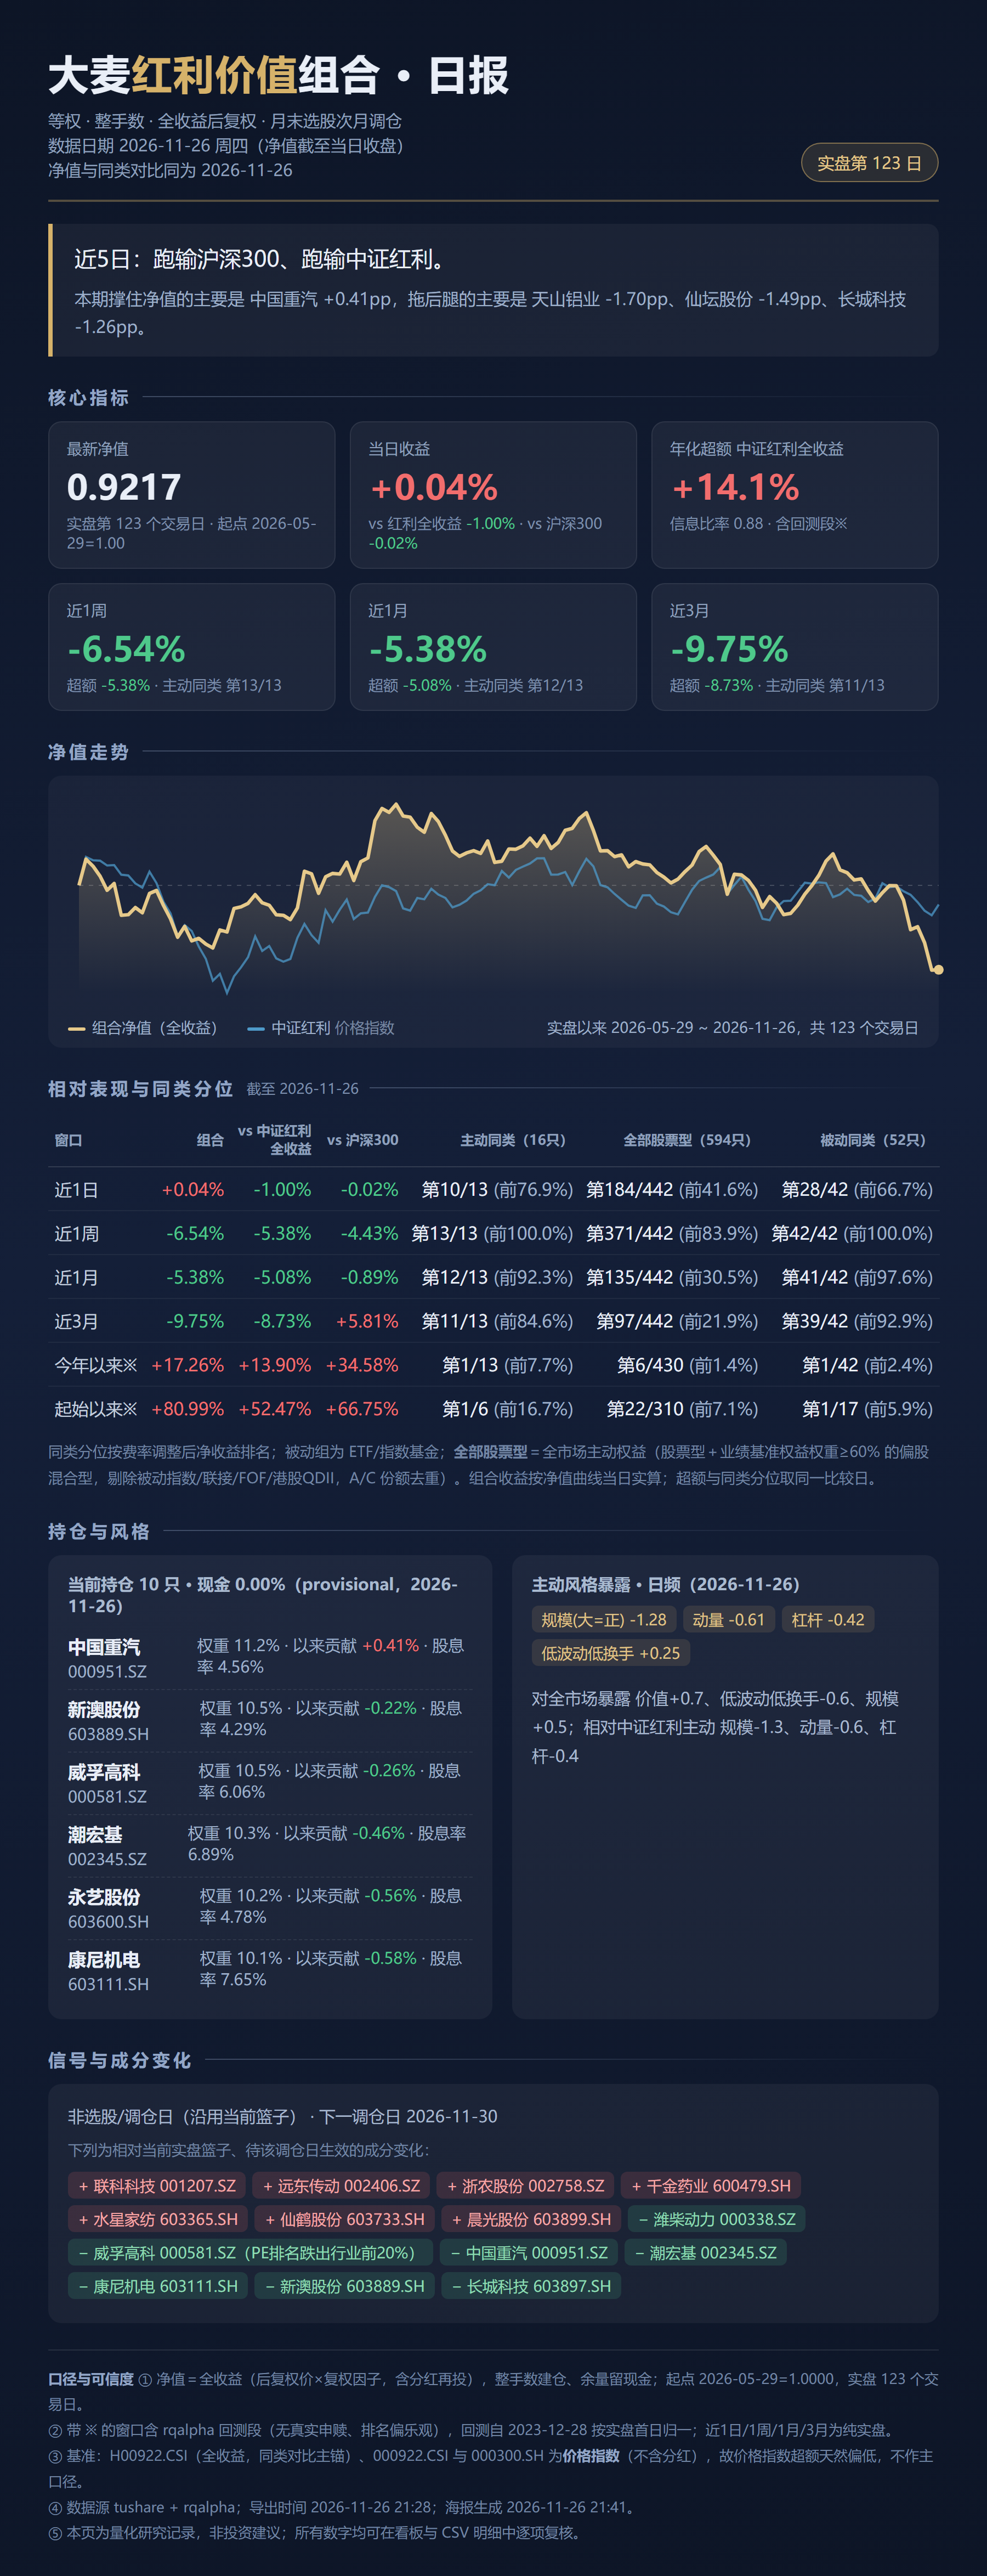 大麦红利价值组合 · 日报
等权 · 整手数 · 全收益后复权 · 月末选股次月调仓
数据日期 2026-11-26 周四（净值截至当日收盘）
净值与同类对比同为 2026-11-26
实盘第 123 日
近5日：跑输沪深300、跑输中证红利。
本期撑住净值的主要是 中国重汽 +0.41pp，拖后腿的主要是 天山铝业 -1.70pp、仙坛股份 -1.49pp、长城科技
-1.26pp。
核心指标
最新净值
0.9217
实盘第 123 个交易日 · 起点 2026-05-
29=1.00
当日收益
+0.04%
vs 红利全收益 -1.00% · vs 沪深300
-0.02%
年化超额 中证红利全收益
+14.1%
信息比率 0.88 · 含回测段※
近1周
-6.54%
超额 -5.38% · 主动同类 第13/13
近1月
-5.38%
超额 -5.08% · 主动同类 第12/13
近3月
-9.75%
超额 -8.73% · 主动同类 第11/13
净值走势
组合净值（全收益） 中证红利 价格指数 实盘以来 2026-05-29 ~ 2026-11-26，共 123 个交易日
相对表现与同类分位 截至 2026-11-26
窗口 组合 vs 中证红利 全收益 vs 沪深300 主动同类（16只） 全部股票型（594只） 被动同类（52只）
近1日 +0.04% -1.00% -0.02% 第10/13 (前76.9%) 第184/442 (前41.6%) 第28/42 (前66.7%)
近1周 -6.54% -5.38% -4.43% 第13/13 (前100.0%) 第371/442 (前83.9%) 第42/42 (前100.0%)
近1月 -5.38% -5.08% -0.89% 第12/13 (前92.3%) 第135/442 (前30.5%) 第41/42 (前97.6%)
近3月 -9.75% -8.73% +5.81% 第11/13 (前84.6%) 第97/442 (前21.9%) 第39/42 (前92.9%)
今年以来※ +17.26% +13.90% +34.58% 第1/13 (前7.7%) 第6/430 (前1.4%) 第1/42 (前2.4%)
起始以来※ +80.99% +52.47% +66.75% 第1/6 (前16.7%) 第22/310 (前7.1%) 第1/17 (前5.9%)
同类分位按费率调整后净收益排名；被动组为 ETF/指数基金；全部股票型＝全市场主动权益（股票型＋业绩基准权益权重≥60% 的偏股
混合型，剔除被动指数/联接/FOF/港股QDII，A/C 份额去重）。组合收益按净值曲线当日实算；超额与同类分位取同一比较日。
持仓与风格
当前持仓 10 只 · 现金 0.00%（provisional，2026-
11-26）
中国重汽
000951.SZ
权重 11.2% · 以来贡献 +0.41% · 股息
率 4.56%
新澳股份
603889.SH
权重 10.5% · 以来贡献 -0.22% · 股息
率 4.29%
威孚高科
000581.SZ
权重 10.5% · 以来贡献 -0.26% · 股息
率 6.06%
潮宏基
002345.SZ
权重 10.3% · 以来贡献 -0.46% · 股息率
6.89%
永艺股份
603600.SH
权重 10.2% · 以来贡献 -0.56% · 股息
率 4.78%
康尼机电
603111.SH
权重 10.1% · 以来贡献 -0.58% · 股息
率 7.65%
主动风格暴露 · 日频（2026-11-26）
规模(大=正) -1.28 动量 -0.61 杠杆 -0.42
低波动低换手 +0.25
对全市场暴露 价值+0.7、低波动低换手-0.6、规模
+0.5；相对中证红利主动 规模-1.3、动量-0.6、杠
杆-0.4
信号与成分变化
非选股/调仓日（沿用当前篮子） · 下一调仓日 2026-11-30
下列为相对当前实盘篮子、待该调仓日生效的成分变化：
+ 联科科技 001207.SZ + 远东传动 002406.SZ + 浙农股份 002758.SZ + 千金药业 600479.SH
+ 水星家纺 603365.SH + 仙鹤股份 603733.SH + 晨光股份 603899.SH − 潍柴动力 000338.SZ
− 威孚高科 000581.SZ（PE排名跌出行业前20%） − 中国重汽 000951.SZ − 潮宏基 002345.SZ
− 康尼机电 603111.SH − 新澳股份 603889.SH − 长城科技 603897.SH
口径与可信度 ① 净值＝全收益（后复权价×复权因子，含分红再投），整手数建仓、余量留现金；起点 2026-05-29=1.0000，实盘 123 个交
易日。
② 带 ※ 的窗口含 rqalpha 回测段（无真实申赎、排名偏乐观），回测自 2023-12-28 按实盘首日归一；近1日/1周/1月/3月为纯实盘。
③ 基准：H00922.CSI（全收益，同类对比主锚）、000922.CSI 与 000300.SH 为价格指数（不含分红），故价格指数超额天然偏低，不作主
口径。
④ 数据源 tushare + rqalpha；导出时间 2026-11-26 21:28；海报生成 2026-11-26 21:41。
⑤ 本页为量化研究记录，非投资建议；所有数字均可在看板与 CSV 明细中逐项复核。